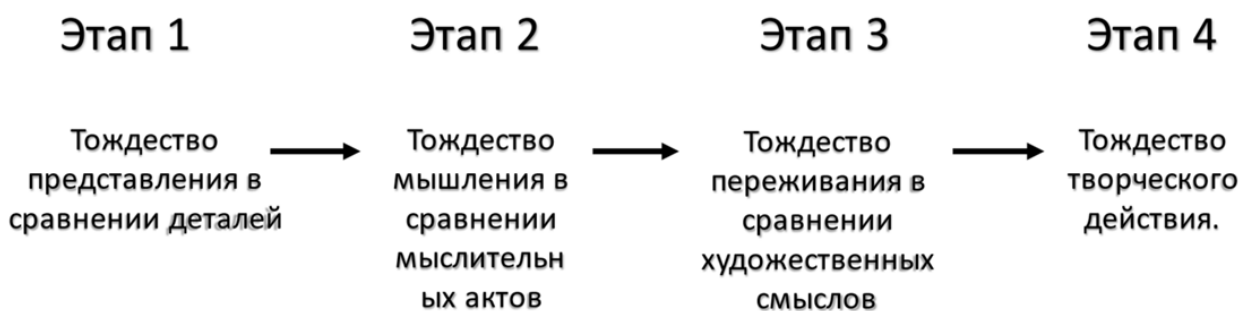 Этап 1
Этап 2
Этап 3
Этап 4
Тождество
представления в
сравнении деталей
Тождество
мышления в
сравнении
мыслительн
ых актов
Тождество
переживания в
сравнении
художественных
смыслов
Тождество
творческого
действия.